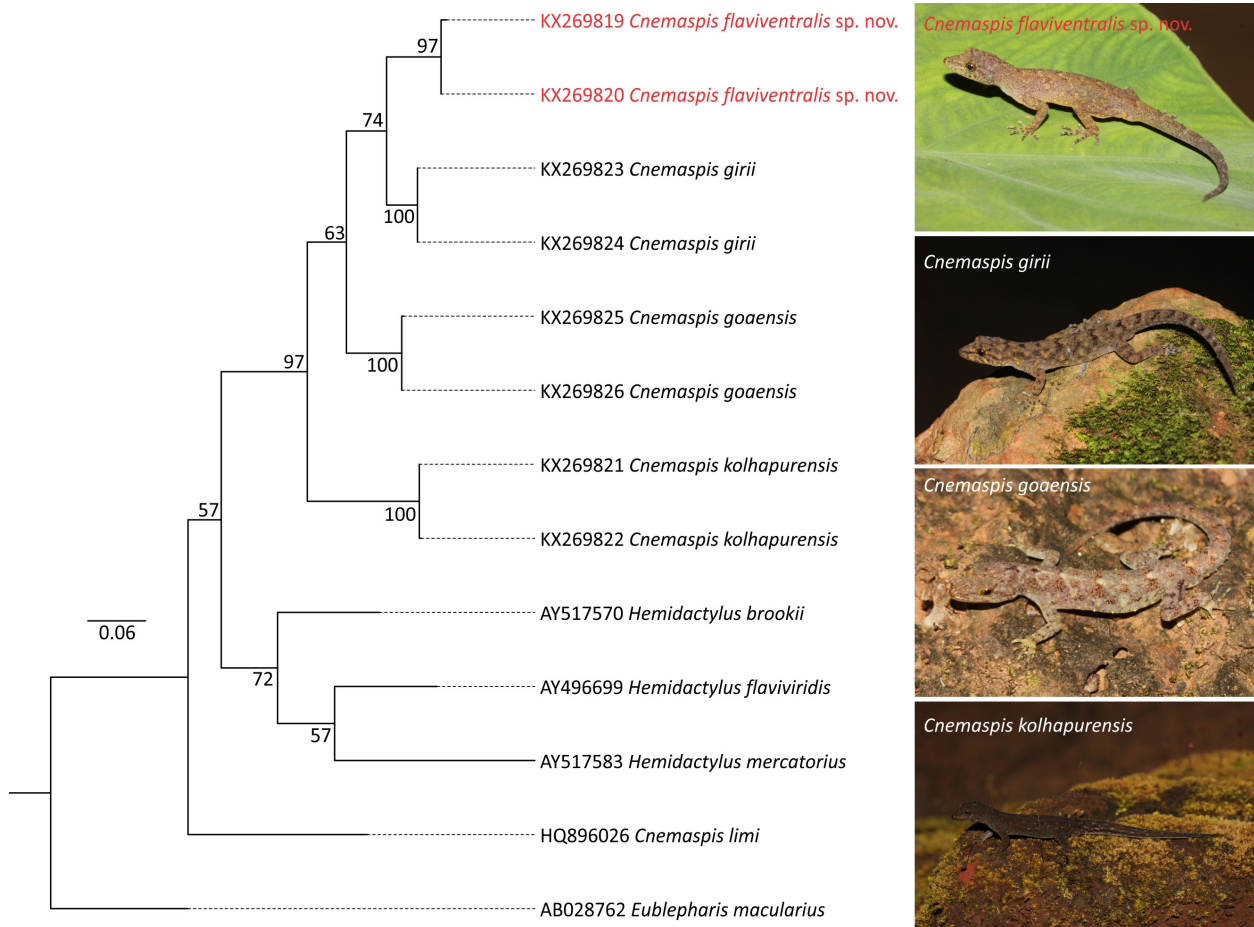 KX269819 Cnemaspis flaviventralis sp. nov.
97
KX269820 Cnemaspis flaviventralis sp. nov.
74
KX269823 Cnemaspis girii
100
KX269824 Cnemaspis girii
63
KX269825 Cnemaspis goaensis
100
KX269826 Cnemaspis goaensis
97
KX269821 Cnemaspis kolhapurensis
100
KX269822 Cnemaspis kolhapurensis
57
AY517570 Hemidactylus brookii
72
AY496699 Hemidactylus flaviviridis
57
AY517583 Hemidactylus mercatorius
HQ896026 Cnemaspis limi
AB028762 Eublepharis macularius
0.06
Cnemaspis flaviventralis sp. nov.
Cnemaspis girii
Cnemaspis goaensis
Cnemaspis kolhapurensis